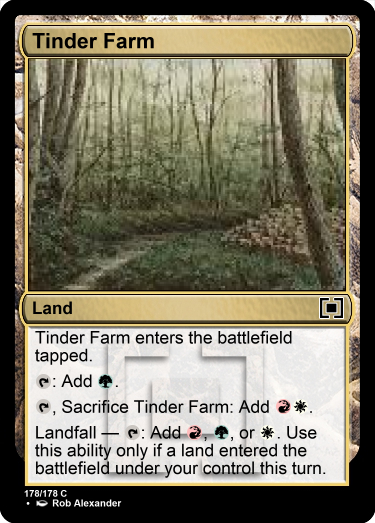 Tinder Farm
Land
Tinder Farm enters the battlefield
tapped.
: Add .
, Sacrifice Tinder Farm: Add .
Landfall — : Add , , or . Use
this ability only if a land entered the
battlefield under your control this turn.
178/178 C
• Rob Alexander